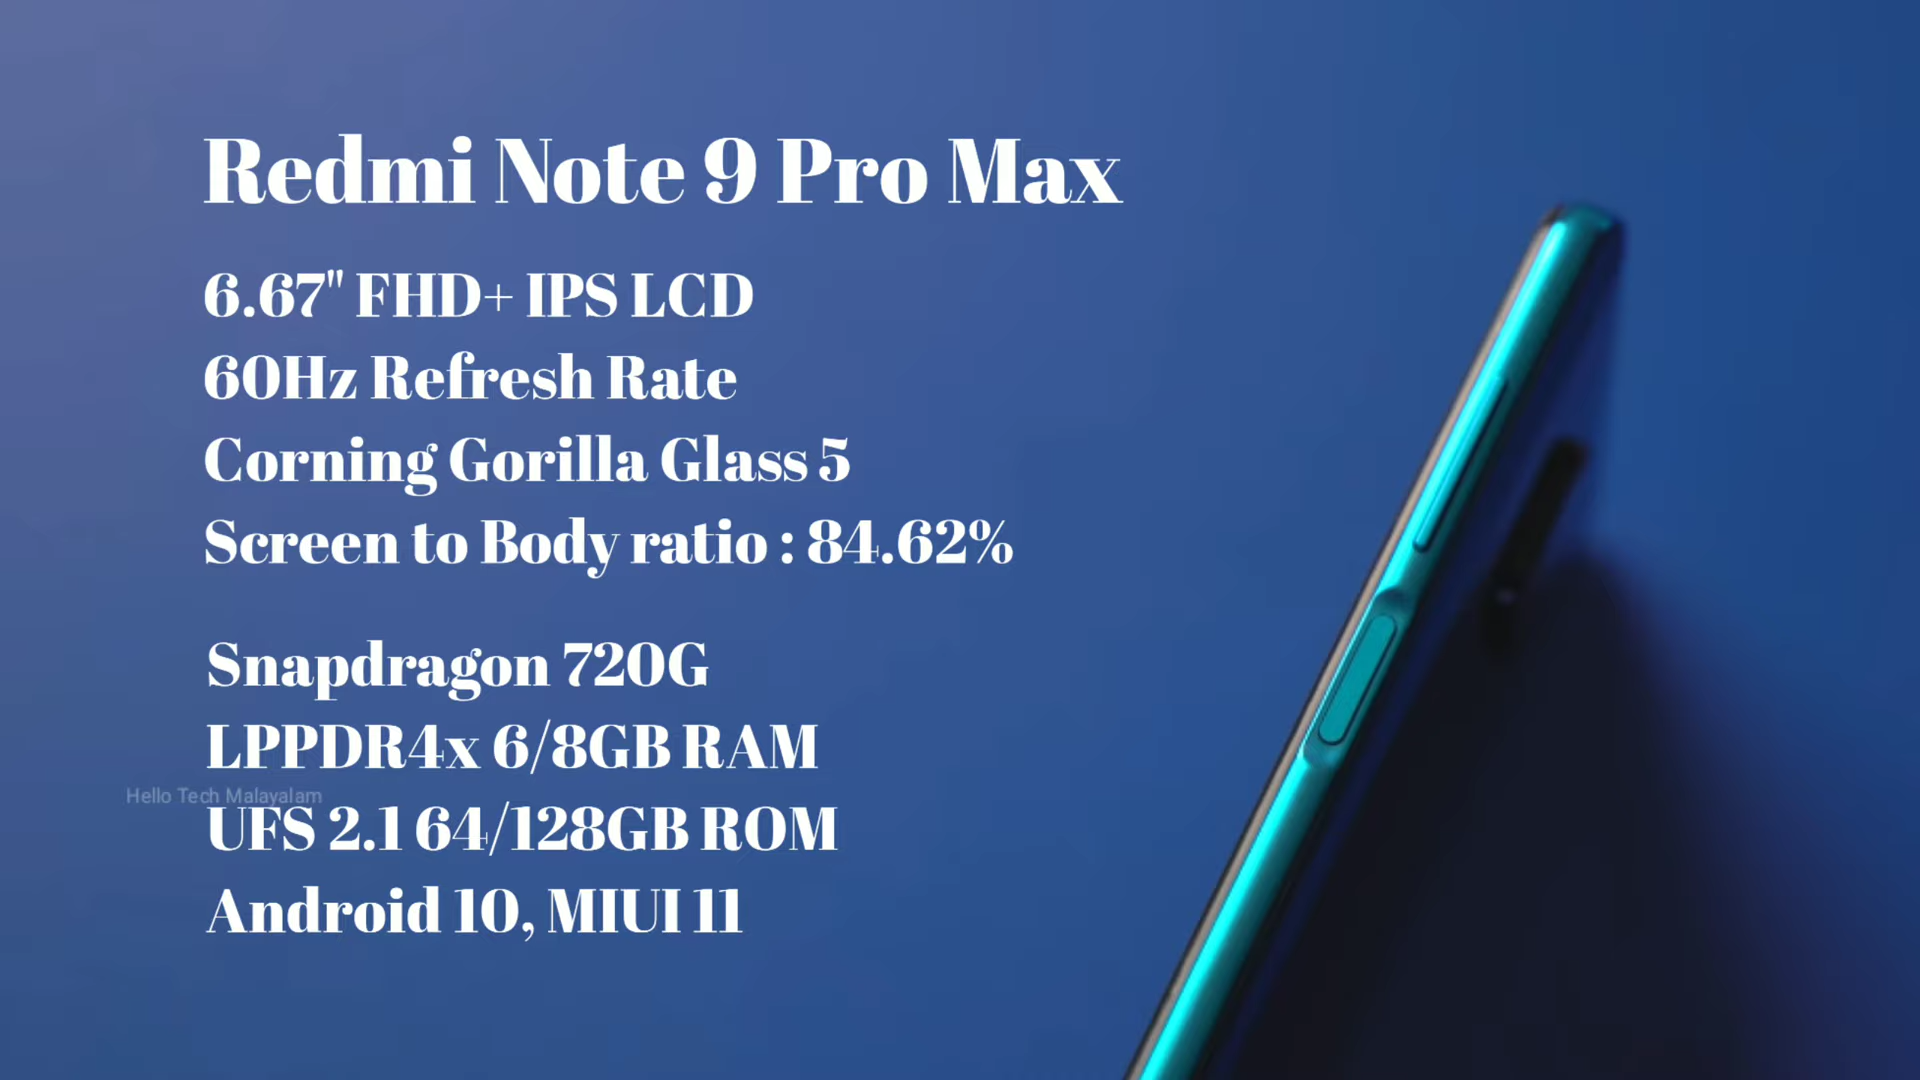 Redmi Note 9 Pro Max
6.67" FHD+ IPS LCD
60Hz Refresh Rate
Corning Gorilla Glass 5
Screen to Body ratio : 84.62%
Snapdragon 720G
LPPDR4x 6/8GB RAM
Hello Tech Malayalam
UFS 2.1 64/128GB ROM
Android 10, MIUI 11